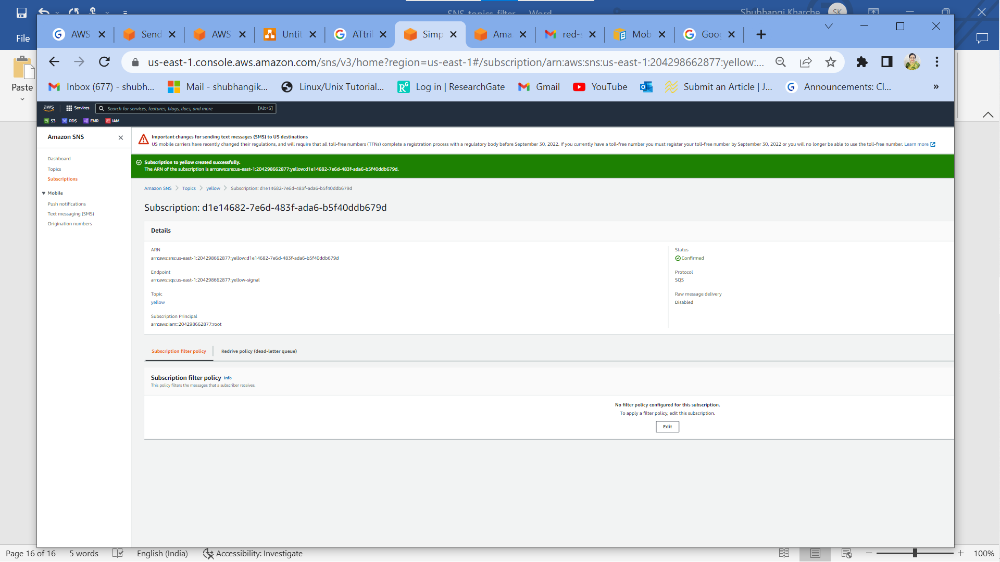 SNS_topics_filter - Word
Shubhangi Kharche
SK
File
AWS
Send
AWS
Untit
ATtril
Simp
Ama
red-s
Mob
Goog
us-east-1.console.aws.amazon.com/sns/v3/home?region=us-east-1#/subscription/arn:aws:sns:us-east-1:204298662877:yellow:...
Paste
Inbox (677) - shubh...
Mail - shubhangik...
Linux/Unix Tutorial...
Log in | ResearchGate
Gmail
YouTube
Submit an Article | J...
Announcements: Cl...
»
aws
Services
Search for services, features, blogs, docs, and more
[Alt+S]
S3
RDS
EMR
IAM
Amazon SNS
Dashboard
Topics
Subscriptions
Mobile
Push notifications
Text messaging (SMS)
Origination numbers
Important changes for sending text messages (SMS) to US destinations
US mobile carriers have recently changed their regulations, and will require that all toll-free numbers (TFNs) complete a registration process with a regulatory body before September 30, 2022. If you currently have a toll-free number you must register your toll-free number by September 30, 2022 or you will no longer be able to use the toll-free number. Learn more
Subscription to yellow created successfully.
The ARN of the subscription is arn:aws:sns:us-east-1:204298662877:yellow:d1e14682-7e6d-483f-ada6-b5f40ddb679d.
Amazon SNS > Topics > yellow > Subscription: d1e14682-7e6d-483f-ada6-b5f40ddb679d
Subscription: d1e14682-7e6d-483f-ada6-b5f40ddb679d
Details
ARN
arn:aws:sns:us-east-1:204298662877:yellow:d1e14682-7e6d-483f-ada6-b5f40ddb679d
Endpoint
arn:aws:sqs:us-east-1:204298662877:yellow-signal
Topic
yellow
Subscription Principal
arn:aws:iam::204298662877:root
Status
Confirmed
Protocol
SQS
Raw message delivery
Disabled
Subscription filter policy
Redrive policy (dead-letter queue)
Subscription filter policy Info
This policy filters the messages that a subscriber receives.
No filter policy configured for this subscription.
To apply a filter policy, edit this subscription.
Edit
Page 16 of 16
5 words
English (India)
Accessibility: Investigate
100%